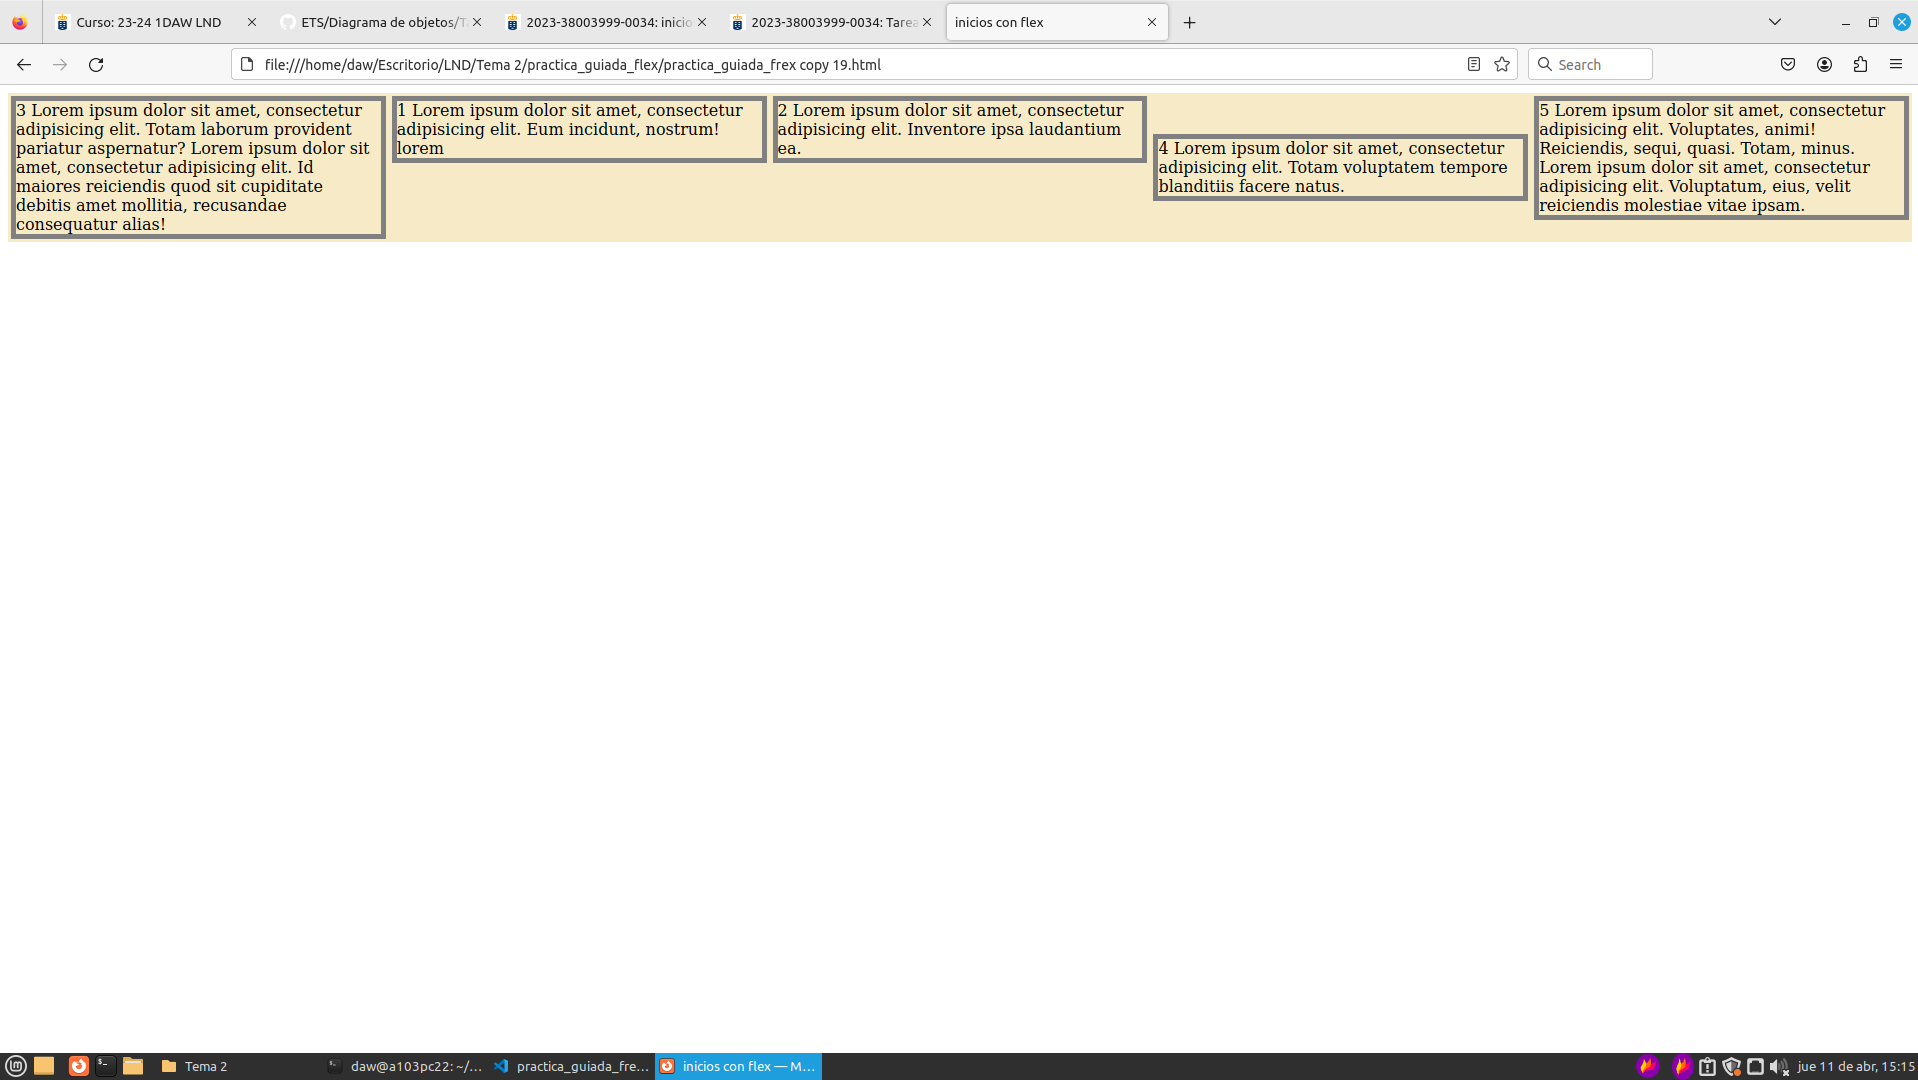 Curso: 23-24 1DAW LND
ETS/Diagrama de objetos/T
2023-38003999-0034: inicio
2023-38003999-0034: Tarea
inicios con flex
file:///home/daw/Escritorio/LND/Tema 2/practica_guiada_flex/practica_guiada_frex copy 19.html
Search
3 Lorem ipsum dolor sit amet, consectetur
adipisicing elit. Totam laborum provident
pariatur aspernatur? Lorem ipsum dolor sit
amet, consectetur adipisicing elit. Id
maiores reiciendis quod sit cupiditate
debitis amet mollitia, recusandae
consequatur alias!
1 Lorem ipsum dolor sit amet, consectetur
adipisicing elit. Eum incidunt, nostrum!
lorem
2 Lorem ipsum dolor sit amet, consectetur
adipisicing elit. Inventore ipsa laudantium
ea.
4 Lorem ipsum dolor sit amet, consectetur
adipisicing elit. Totam voluptatem tempore
blanditiis facere natus.
5 Lorem ipsum dolor sit amet, consectetur
adipisicing elit. Voluptates, animi!
Reiciendis, sequi, quasi. Totam, minus.
Lorem ipsum dolor sit amet, consectetur
adipisicing elit. Voluptatum, eius, velit
reiciendis molestiae vitae ipsam.
Tema 2
daw@a103pc22: ~/...
practica_guiada_fre...
inicios con flex — M...
jue 11 de abr, 15:15